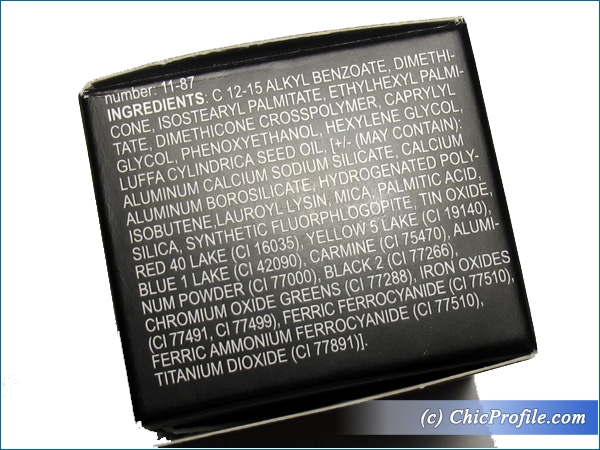 number: 11-87
INGREDIENTS: C 12-15 ALKYL BENZOATE, DIMETHI-
CONE, ISOSTEARYL PALMITATE, ETHYLHEXYL PALMI-
TATE, DIMETHICONE CROSSPOLYMER, CAPRYLYL
GLYCOL, PHENOXYETHANOL, HEXYLENE GLYCOL,
LUFFA CYLINDRICA SEED OIL, [+/- (MAY CONTAIN):
ALUMINUM CALCIUM SODIUM SILICATE, CALCIUM
ALUMINUM BOROSILICATE, HYDROGENATED POLY-
ISOBUTENE, LAUROYL LYSIN, MICA, PALMITIC ACID,
SILICA, SYNTHETIC FLUORPHLOGOPITE, TIN OXIDE,
RED 40 LAKE (CI 16035), YELLOW 5 LAKE (CI 19140),
BLUE 1 LAKE (CI 42090), CARMINE (CI 75470), ALUMI-
NUM POWDER (CI 77000), BLACK 2 (CI 77266),
CHROMIUM OXIDE GREENS (CI 77288), IRON OXIDES
(CI 77491, CI 77499), FERRIC FERROCYANIDE (CI 77510),
FERRIC AMMONIUM FERROCYANIDE (CI 77510),
TITANIUM DIOXIDE (CI 77891)].
(c) ChicProfile.com